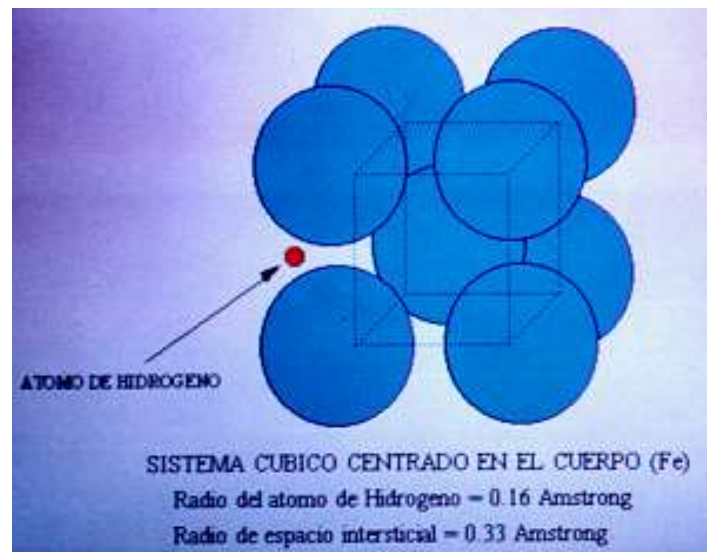 ATOMO DE HIDROGENO
SISTEMA CUBICO CENTRADO EN EL CUERPO (Fe)
Radio del atomo de Hidrogeno = 0.16 Amstrong
Radio de espacio intersticial = 0.33 Amstrong